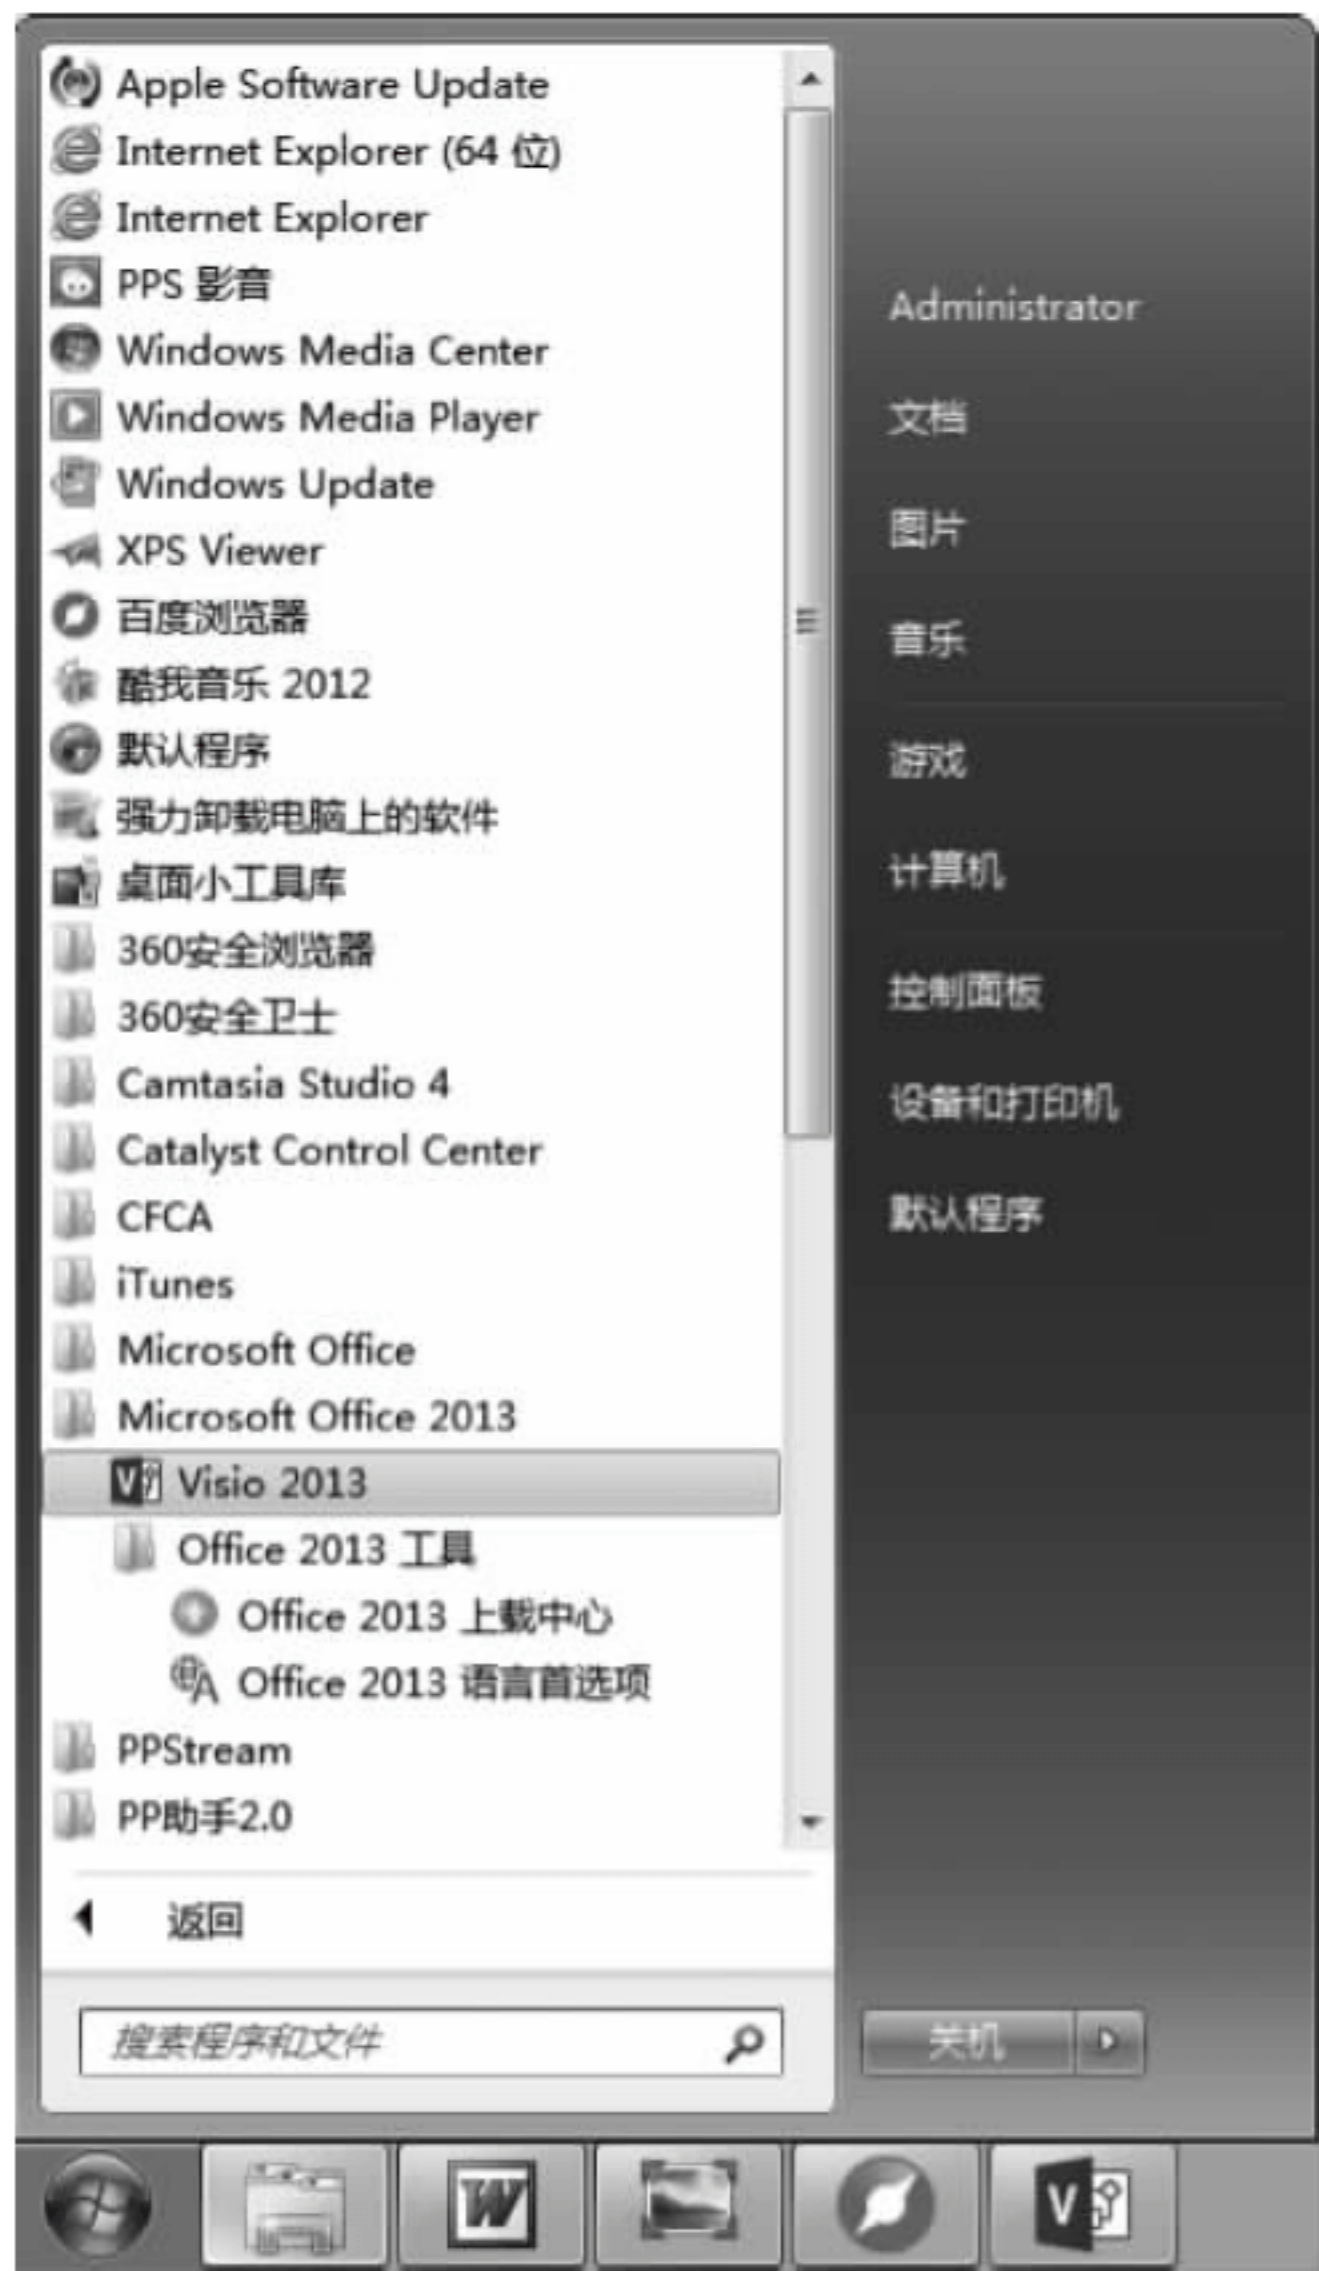 Apple Software Update
Internet Explorer (64 位)
Internet Explorer
PPS 影音
Windows Media Center
Windows Media Player
Windows Update
XPS Viewer
百度浏览器
酷我音乐 2012
默认程序
强力卸载电脑上的软件
桌面小工具库
360安全浏览器
360安全卫士
Camtasia Studio 4
Catalyst Control Center
CFCA
iTunes
Microsoft Office
Microsoft Office 2013
Visio 2013
Office 2013 工具
Office 2013 上载中心
Office 2013 语言首选项
PPStream
PP助手2.0
返回
搜索程序和文件
Administrator
文档
图片
音乐
游戏
计算机
控制面板
设备和打印机
默认程序
关机